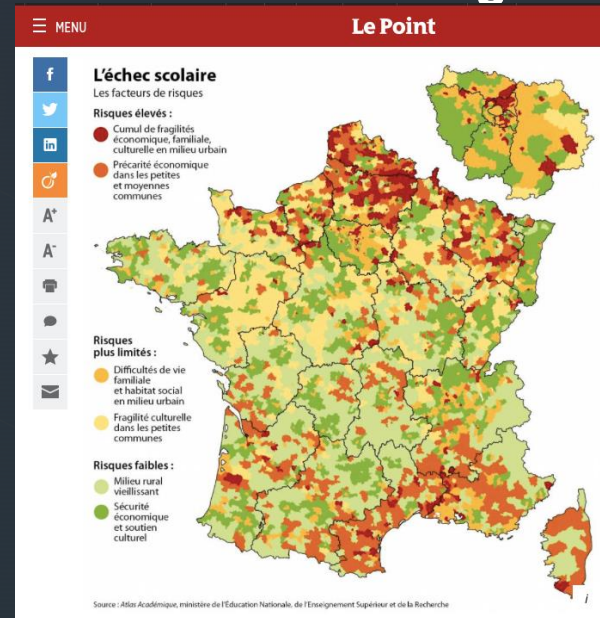 MENU
Le Point
L'échec scolaire
Les facteurs de risques
Risques élevés :
Cumul de fragilités
économique, familiale,
culturelle en milieu urbain
Précarité économique
dans les petites
et moyennes
communes
Risques
plus limités :
Difficultés de vie
familiale
et habitat social
en milieu urbain
Fragilité culturelle
dans les petites
communes
Risques faibles :
Milieu rural
vieillissant
Sécurité
économique
et soutien
culturel
Source : Atlas Académique, ministère de l'Éducation Nationale, de l'Enseignement Supérieur et de la Recherche
f
in
A+
A-
i